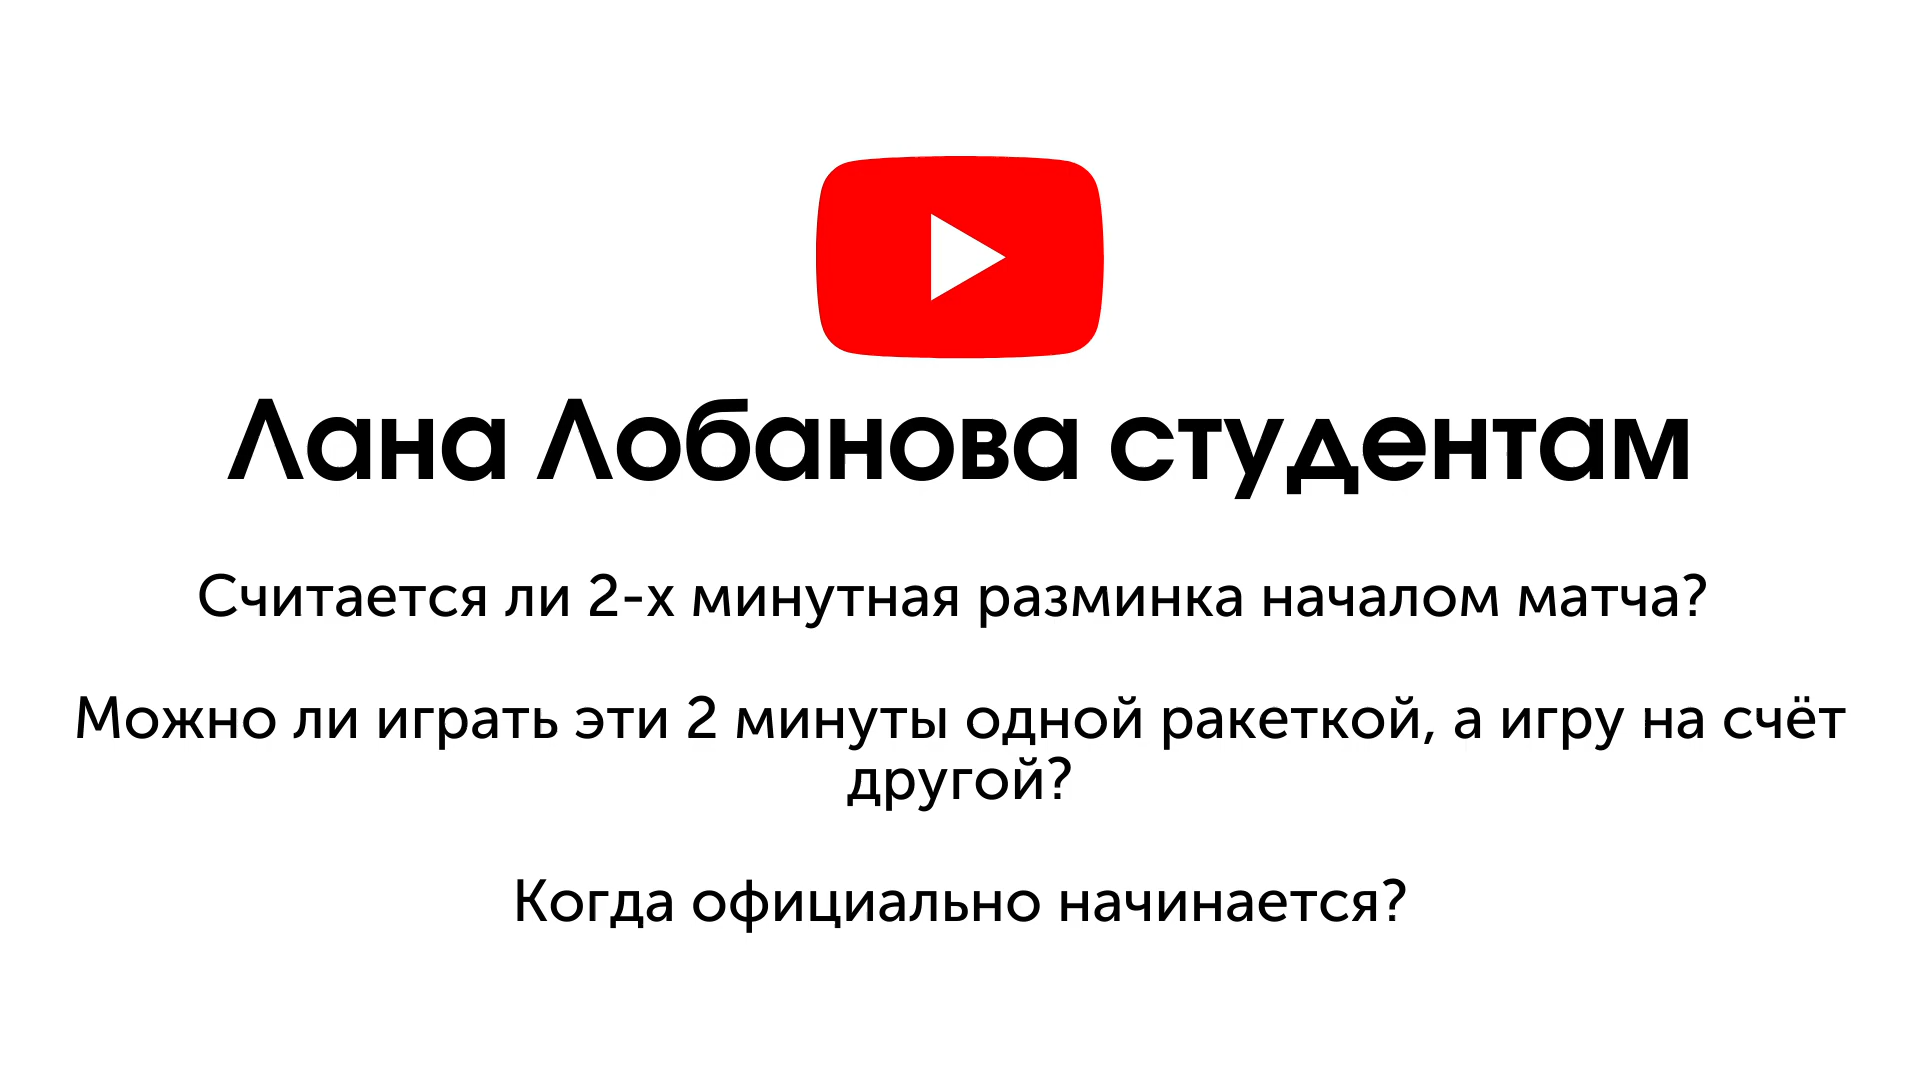 Лана Лобанова студентам
Считается ли 2-х минутная разминка началом матча?
Можно ли играть эти 2 минуты одной ракеткой, а игру на счёт
другой?
Когда официально начинается?